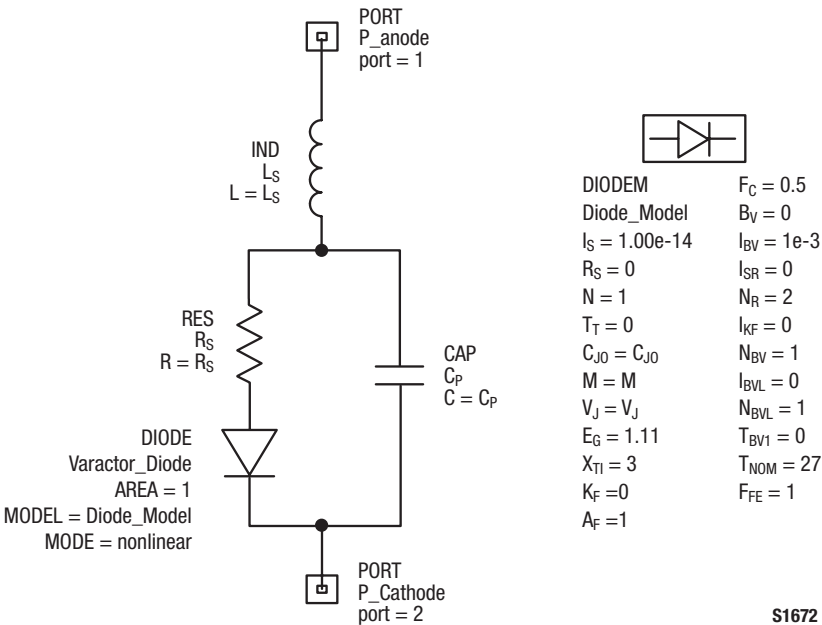 PORT
P_anode
port = 1
IND
LS
L = LS
RES
RS
R = RS
CAP
CP
C = CP
DIODE
Varactor_Diode
AREA = 1
MODEL = Diode_Model
MODE = nonlinear
PORT
P_Cathode
port = 2
DIODEM
Diode_Model
IS = 1.00e-14
RS = 0
N = 1
TT = 0
CJO = CJO
M = M
VJ = VJ
EG = 1.11
XTI = 3
KF =0
AF =1
FC = 0.5
BV = 0
IBV = 1e-3
ISR = 0
NR = 2
IKF = 0
NBV = 1
IBVL = 0
NBVL = 1
TBV1 = 0
TNOM = 27
FFE = 1
S1672